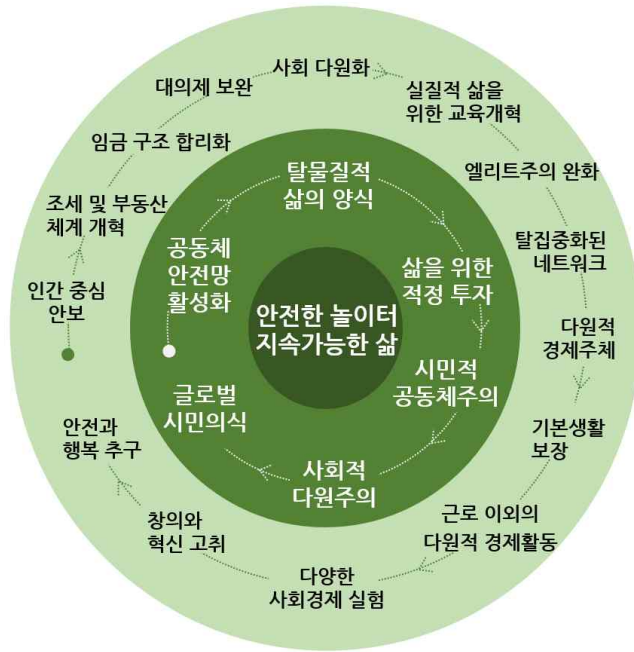 사회 다원화
대의제 보완
실질적 삶을
위한 교육개혁
임금 구조 합리화
엘리트주의 완화
탈물질적
삶의 양식
조세 및 부동산
체계 개혁
탈집중화된
네트워크
공동체
안전망
활성화
삶을 위한
적정 투자
인간 중심
안보
안전한 놀이터
지속가능한 삶
다원적
경제주체
시민적
공동체주의
글로벌
시민의식
안전과
행복 추구
기본생활
보장
사회적
다원주의
창의와
혁신 고취
근로 이외의
다원적 경제활동
다양한
사회경제 실험